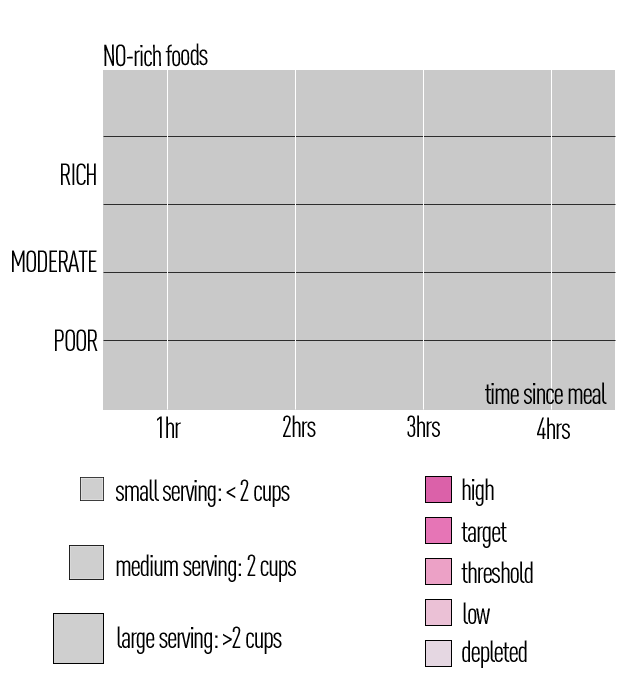 NO-rich foods
RICH
MODERATE
POOR
time since meal
1hr 2hrs 3hrs 4hrs
small serving: < 2 cups
medium serving: 2 cups
large serving: >2 cups
high
target
threshold
low
depleted